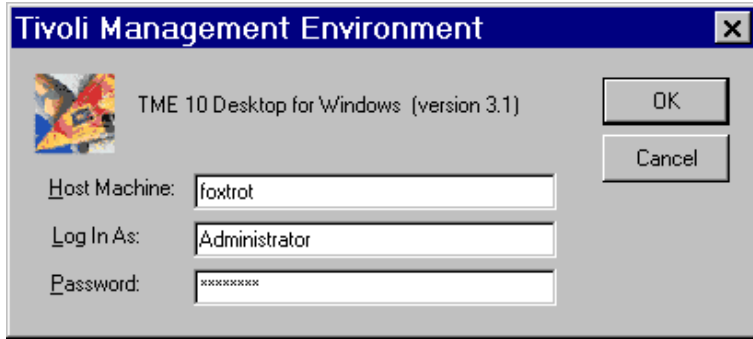 Tivoli Management Environment
TME 10 Desktop for Windows (version 3.1)
OK
Cancel
Host Machine: foxtrot
Log In As: Administrator
Password: ********